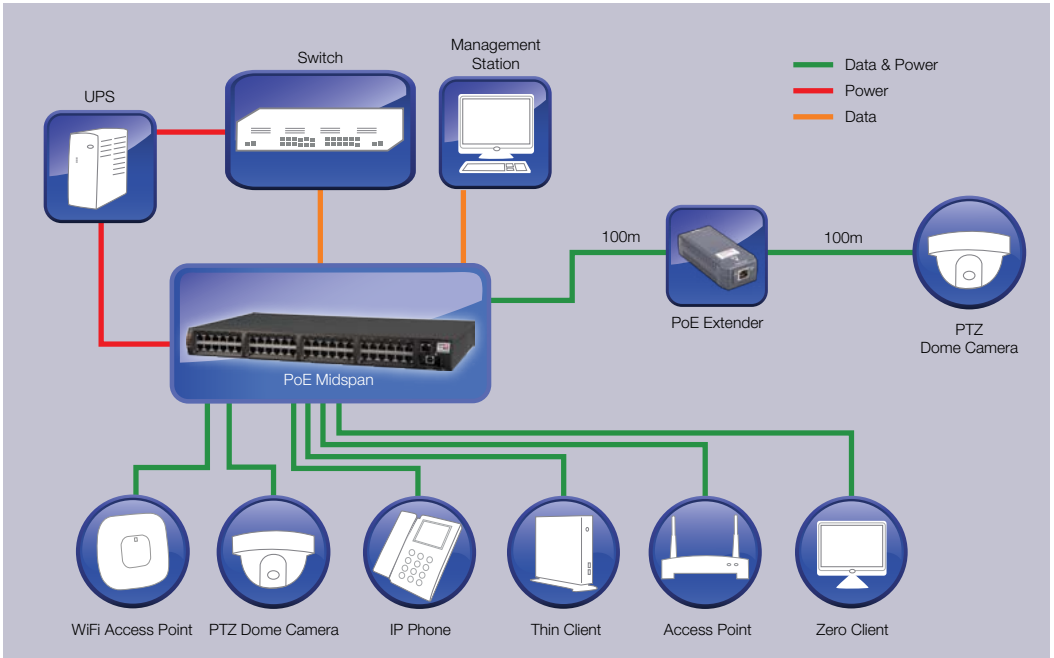 Management
Station
Switch
UPS
Data & Power
Power
Data
100m
100m
PoE Extender
PTZ
Dome Camera
PoE Midspan
WiFi Access Point
PTZ Dome Camera
IP Phone
Thin Client
Access Point
Zero Client